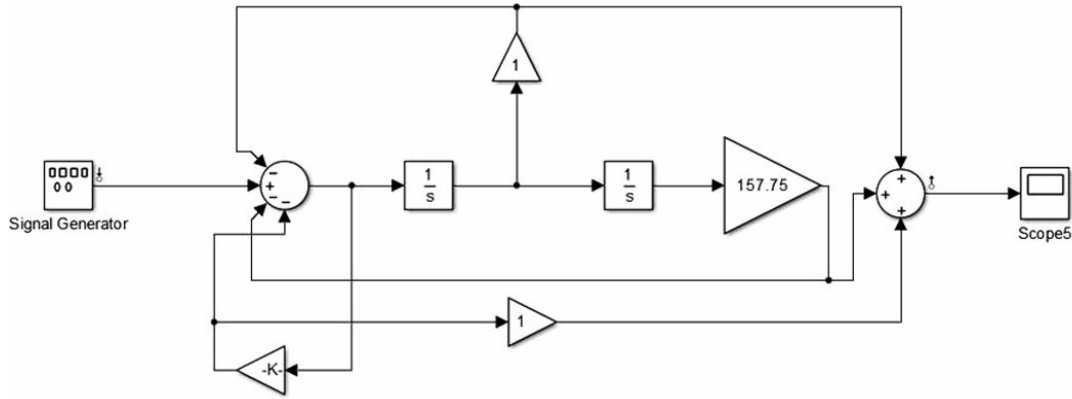 1
Signal Generator
−
+
−
−
1
s
1
s
157.75
+
+
+
Scope5
1
-K-